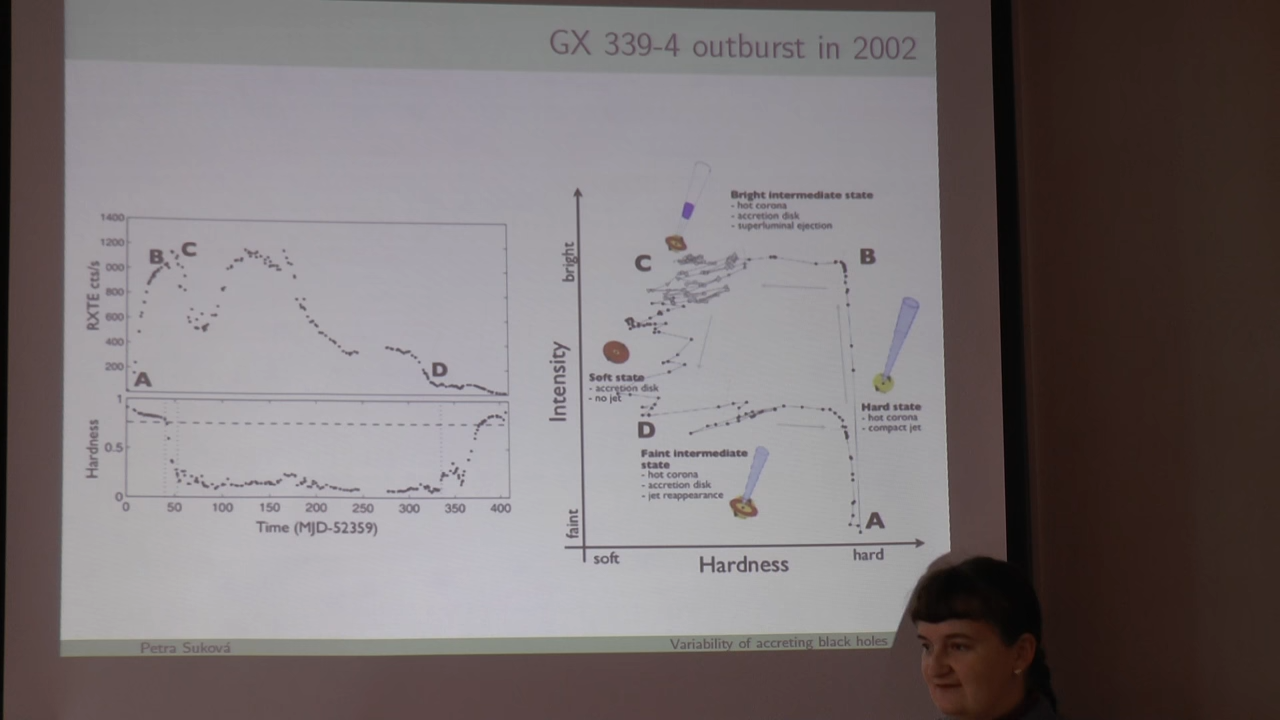 GX 339-4 outburst in 2002
1400
1200
000
800
600
400
200
RXTE cts/s
A
B
C
D
1
0.5
0
Hardness
0
50
100
150
200
250
300
350
400
Time (MJD-52359)
Bright intermediate state
- hot corona
- accretion disk
- superluminal ejection
bright
Intensity
faint
C
B
Soft state
- accretion disk
- no jet
Hard state
- hot corona
- compact jet
D
Faint intermediate
state
- hot corona
- accretion disk
- jet reappearance
A
soft
Hardness
hard
Petra Suková
Variability of accreting black holes